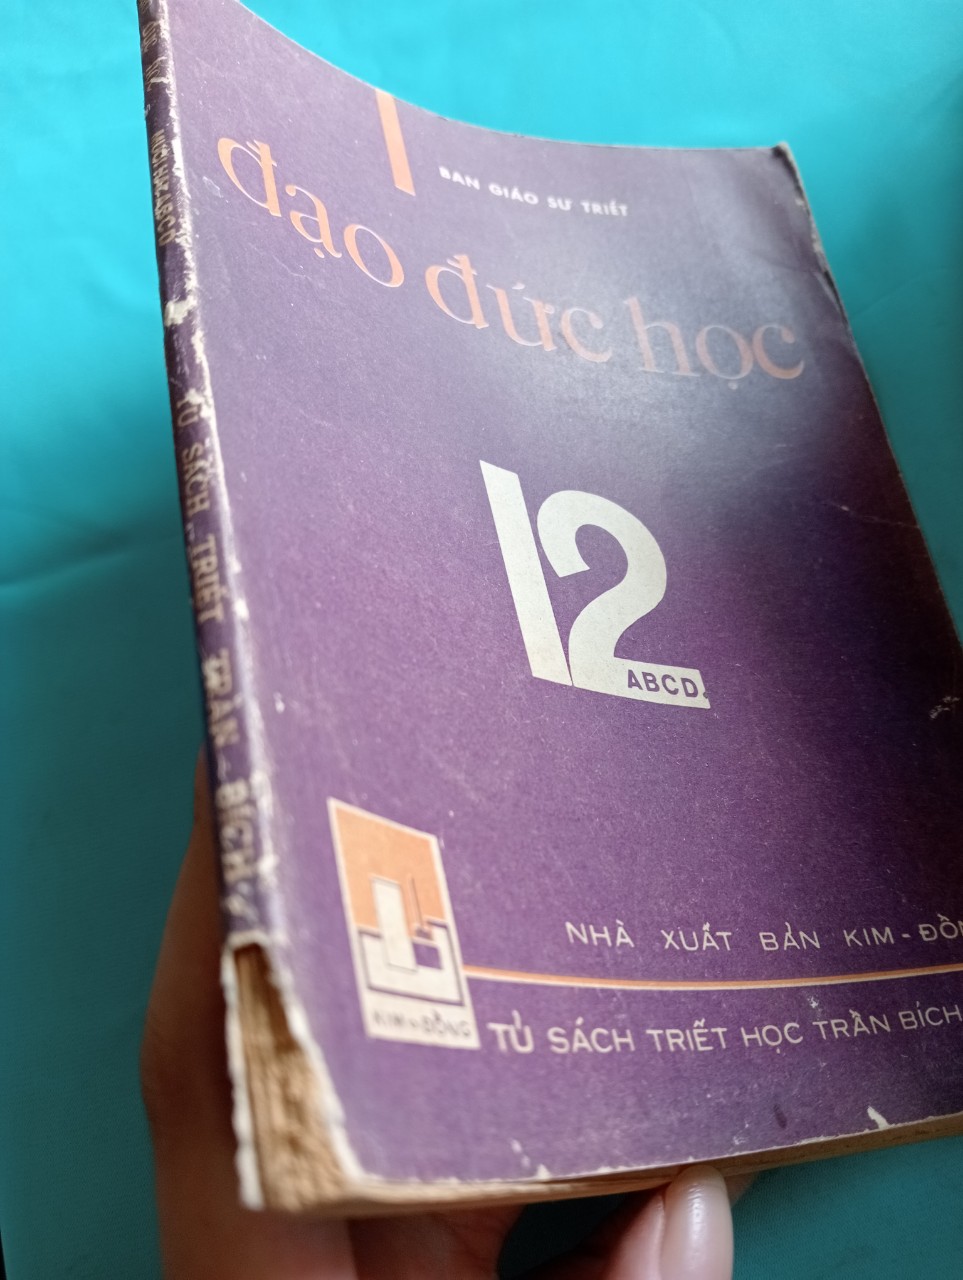 BAN GIÁO SƯ TRIẾT
đạo đức học
12
ABCD
NHÀ XUẤT BẢN KIM-ĐỒN
KIM ĐỒNG
TỦ SÁCH TRIẾT HỌC TRẦN BÍCH
TỦ SÁCH TRIẾT TRẦN-BÍCH